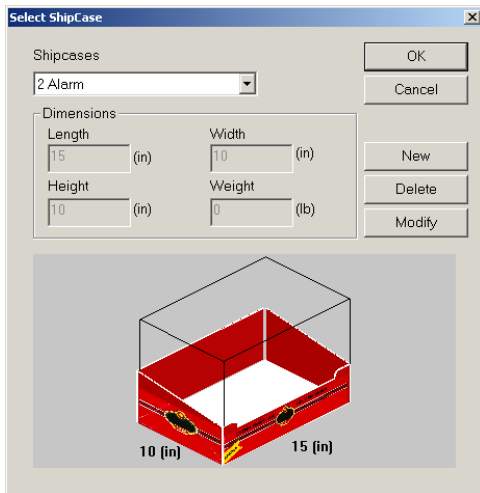 Select ShipCase
Shipcases
OK
2 Alarm
Cancel
Dimensions
Length
Width
15
(in)
10
(in)
New
Height
Weight
Delete
10
(in)
0
(lb)
Modify
10 (in)
15 (in)